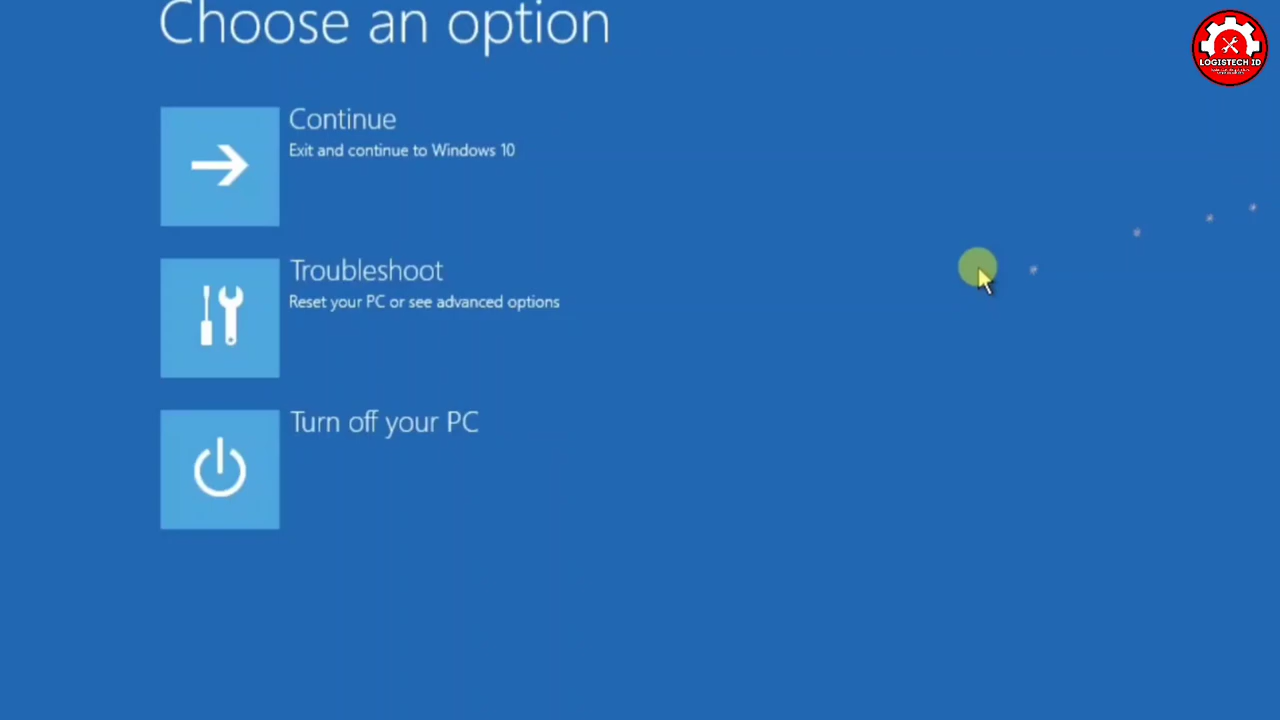 Choose an option
Continue
Exit and continue to Windows 10
Troubleshoot
Reset your PC or see advanced options
Turn off your PC
LOGISTECH ID